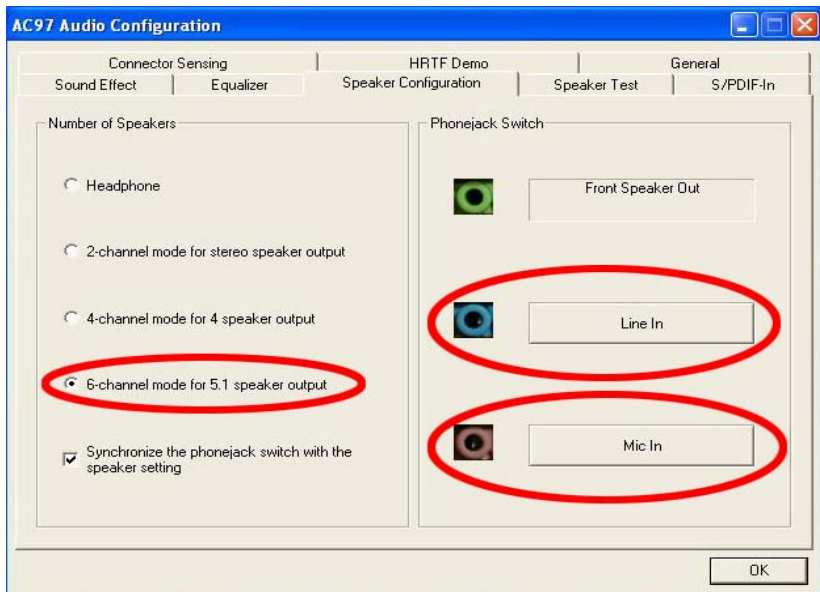 AC97 Audio Configuration
Connector Sensing
HRTF Demo
General
Sound Effect
Equalizer
Speaker Configuration
Speaker Test
S/PDIF-In
Number of Speakers
Headphone
2-channel mode for stereo speaker output
4-channel mode for 4 speaker output
6-channel mode for 5.1 speaker output
Synchronize the phonejack switch with the
speaker setting
Phonejack Switch
Front Speaker Out
Line In
Mic In
OK